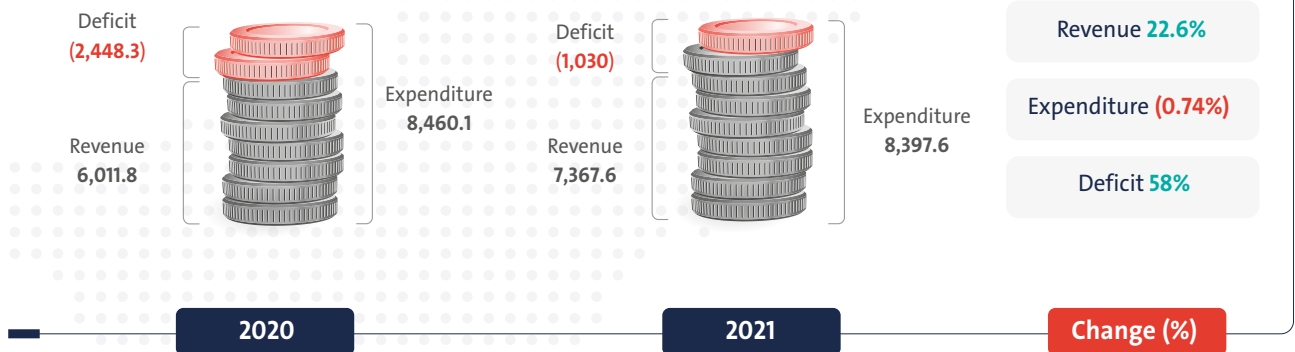 Deficit
(2,448.3)
Revenue
6,011.8
Expenditure
8,460.1
2020
Deficit
(1,030)
Revenue
7,367.6
Expenditure
8,397.6
2021
Revenue 22.6%
Expenditure (0.74%)
Deficit 58%
Change (%)